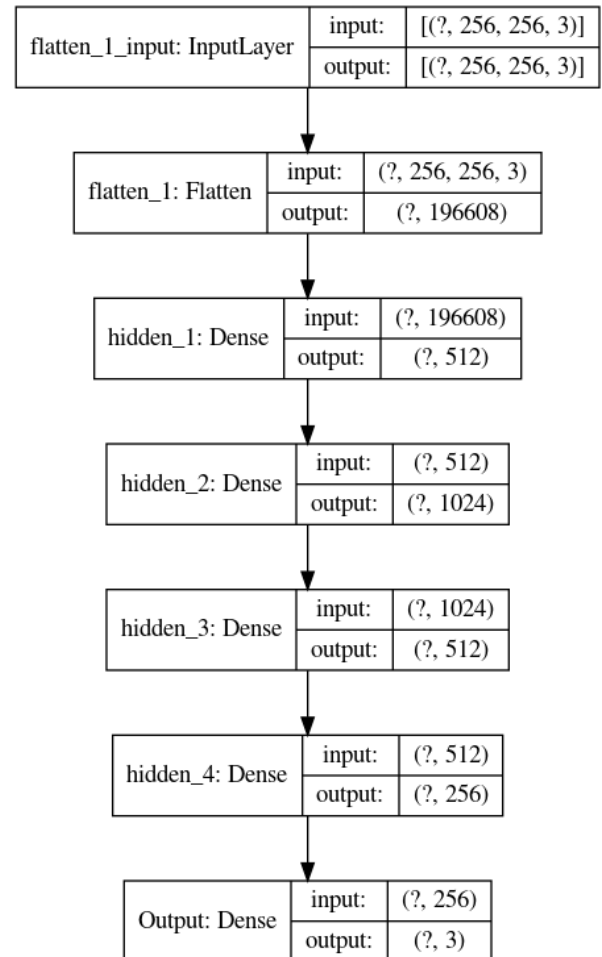 flatten_1_input: InputLayer
input: [(?, 256, 256, 3)]
output: [(?, 256, 256, 3)]
flatten_1: Flatten
input: (?, 256, 256, 3)
output: (?, 196608)
hidden_1: Dense
input: (?, 196608)
output: (?, 512)
hidden_2: Dense
input: (?, 512)
output: (?, 1024)
hidden_3: Dense
input: (?, 1024)
output: (?, 512)
hidden_4: Dense
input: (?, 512)
output: (?, 256)
Output: Dense
input: (?, 256)
output: (?, 3)